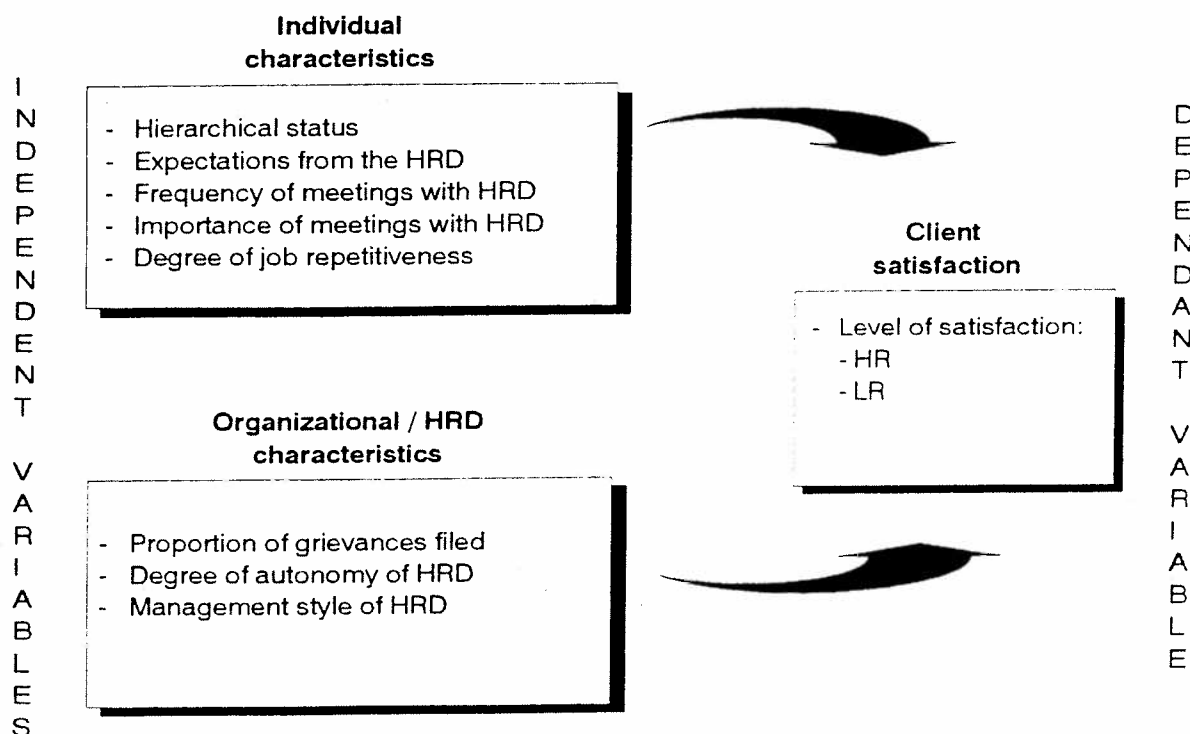 Individual
characteristics
- Hierarchical status
- Expectations from the HRD
- Frequency of meetings with HRD
- Importance of meetings with HRD
- Degree of job repetitiveness
Organizational / HRD
characteristics
- Proportion of grievances filed
- Degree of autonomy of HRD
- Management style of HRD
Client
satisfaction
- Level of satisfaction:
- HR
- LR
INDEPENDENT VARIABLES
DEPENDANT VARIABLE